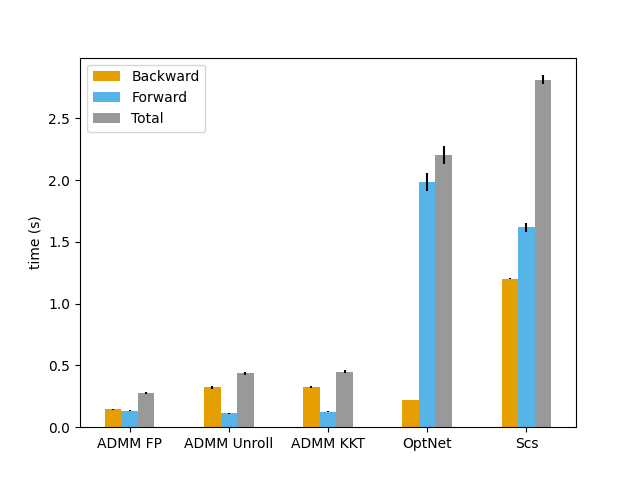 Backward
Forward
Total
time (s)
2.5
2.0
1.5
1.0
0.5
0.0
ADMM FP ADMM Unroll ADMM KKT OptNet Scs